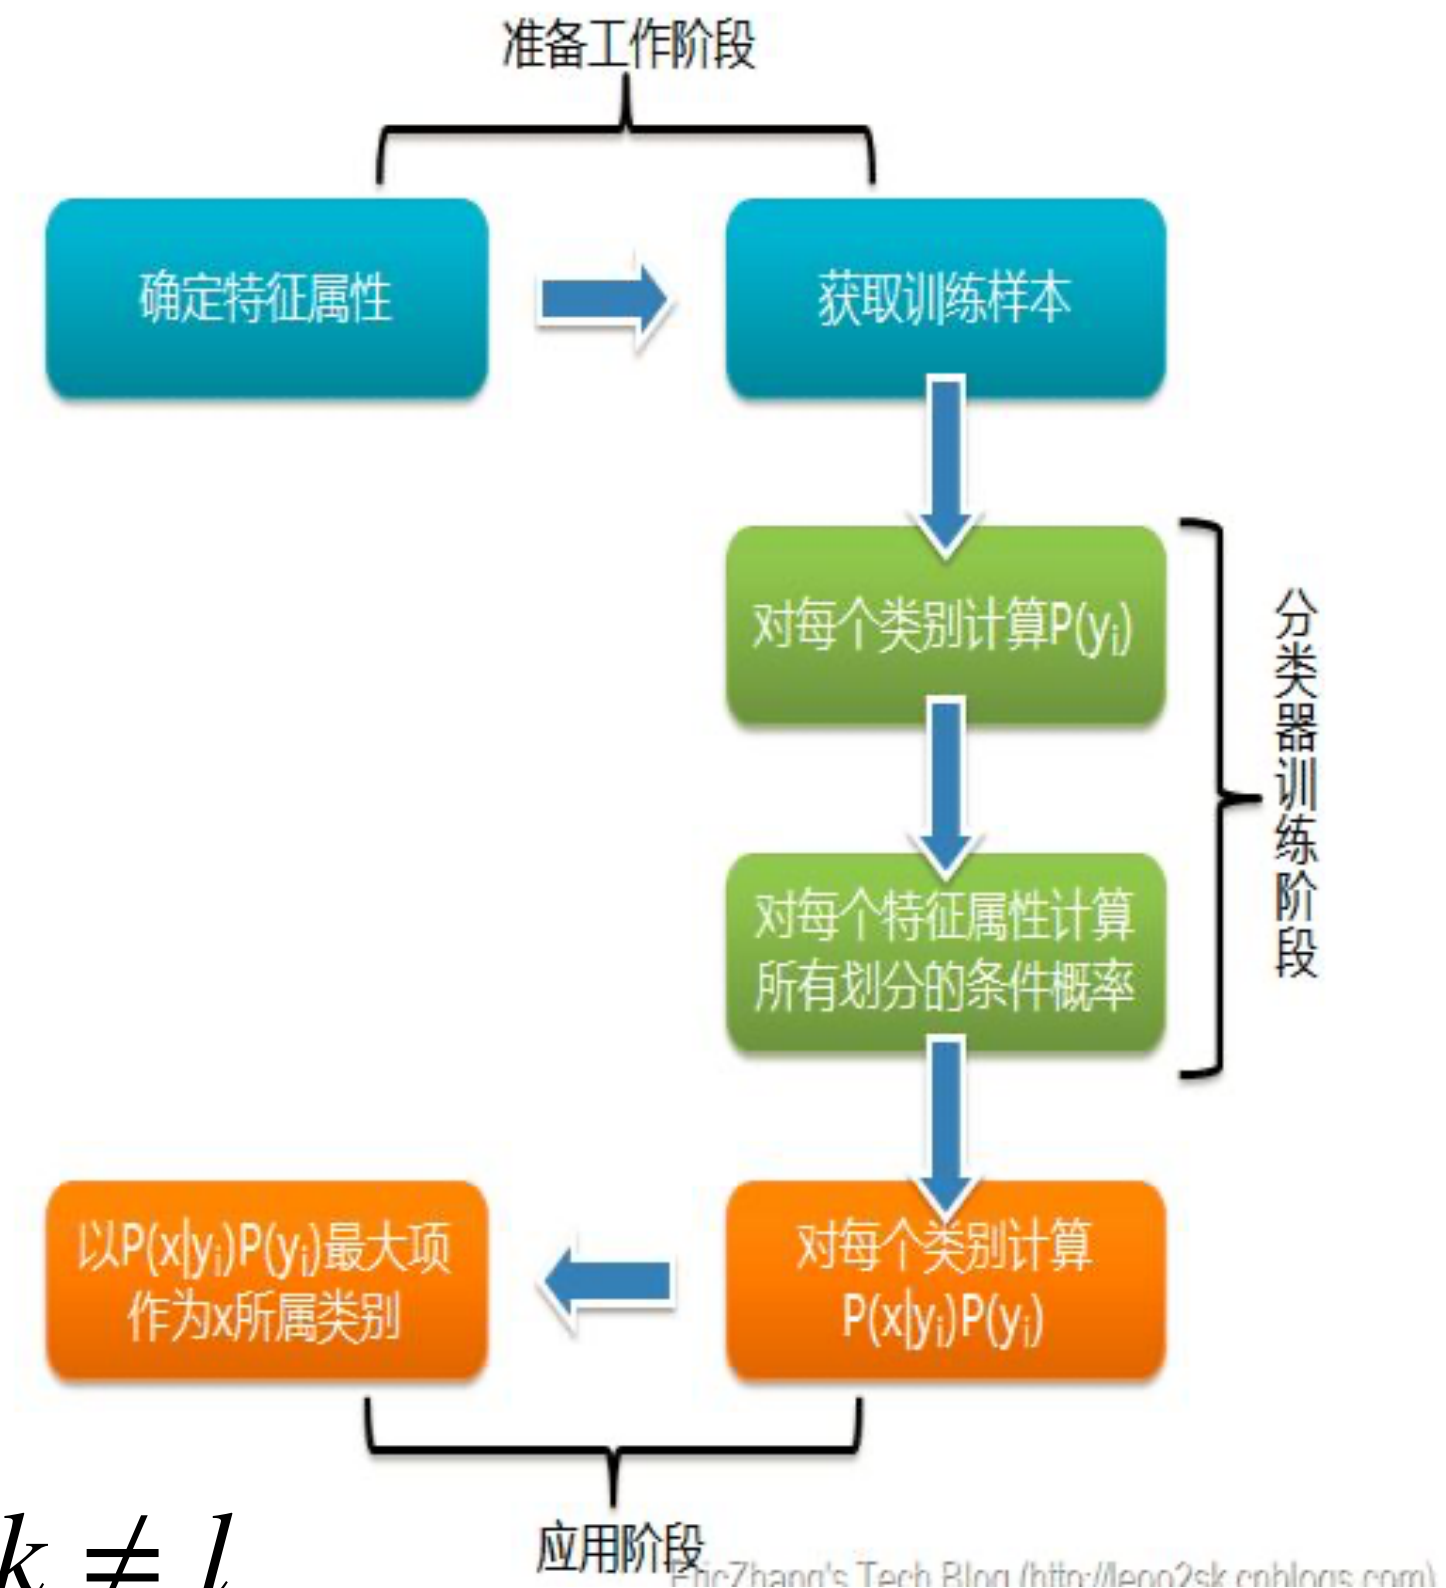 准备工作阶段
确定特征属性
获取训练样本
对每个类别计算P(yᵢ)
分类器训练阶段
对每个特征属性计算
所有划分的条件概率
对每个类别计算
P(x|yᵢ)P(yᵢ)
以P(x|yᵢ)P(yᵢ)最大项
作为x所属类别
应用阶段
k ≠ l
EricZhang's Tech Blog (http://leoo2sk.cnblogs.com)